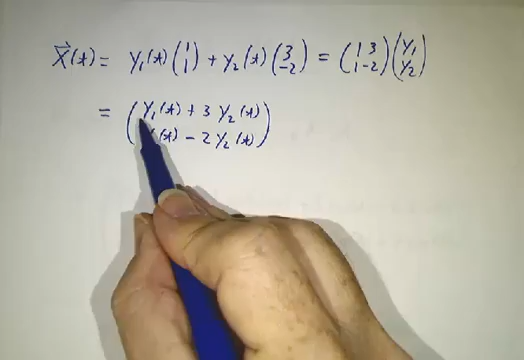 X⃗(t) = y₁(t) (1 1) + y₂(t) (3 -2) = (1 3 1 -2) (y₁ y₂)
= (y₁(t) + 3 y₂(t)
(t) - 2 y₂(t))